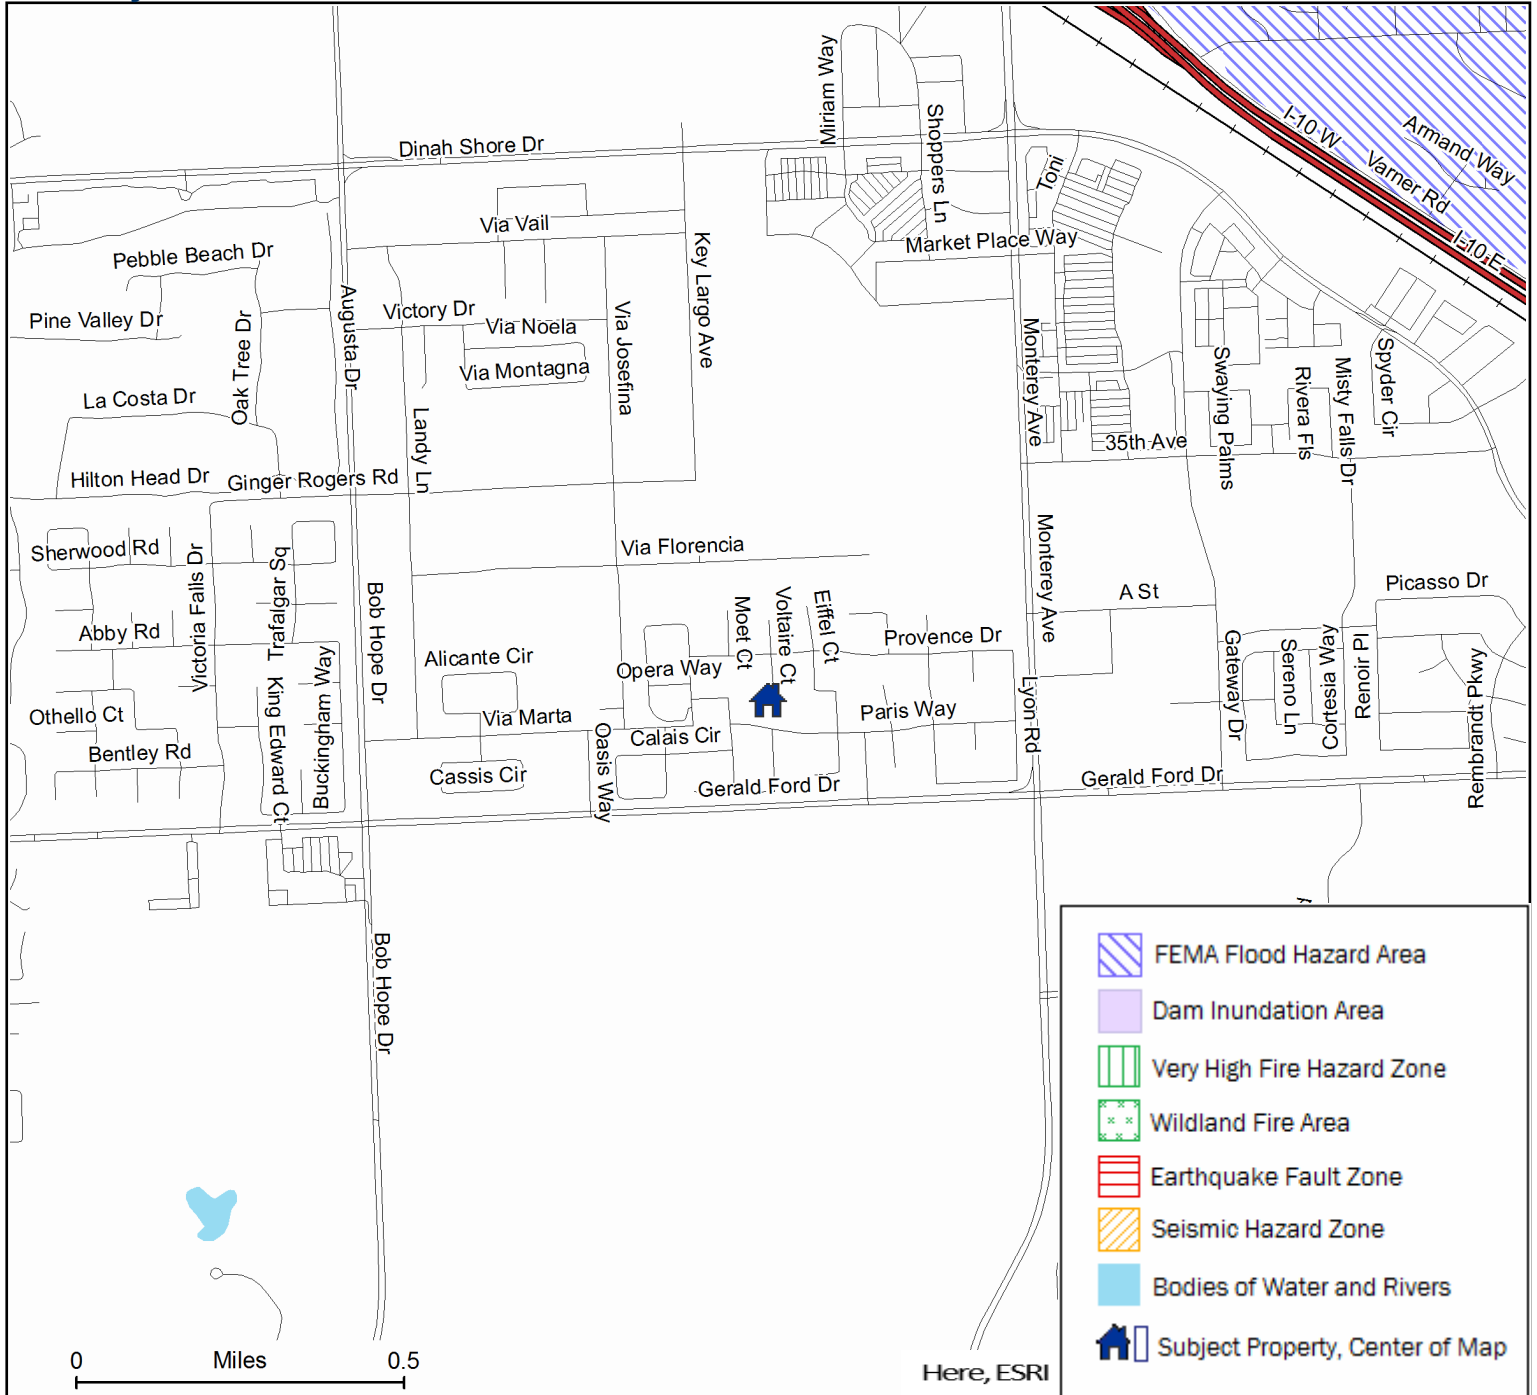 Miriam Way
Shoppers Ln
Dinah Shore Dr
Toni
I-10 W
Armand Way
Varner Rd
I-10 E
Via Vail
Market Place Way
Pebble Beach Dr
Key Largo Ave
Augusta Dr
Victory Dr
Via Noela
Via Josefina
Pine Valley Dr
Oak Tree Dr
Via Montagna
Monterey Ave
Swaying Palms
Rivera Fls
Misty Falls Dr
Spyder Cir
La Costa Dr
Landy Ln
35th Ave
Hilton Head Dr
Ginger Rogers Rd
Sherwood Rd
Victoria Falls Dr
Trafalgar Sq
Via Florencia
Monterey Ave
Bob Hope Dr
Moet Ct
Voltaire Ct
Eiffel Ct
A St
Picasso Dr
Abby Rd
Alicante Cir
Opera Way
Provence Dr
Gateway Dr
Sereno Ln
Cortesia Way
Renoir Pl
Rembrandt Pkwy
King Edward Ct
Buckingham Way
Othello Ct
Via Marta
Oasis Way
Calais Cir
Paris Way
Lyon Rd
Bentley Rd
Cassis Cir
Gerald Ford Dr
Gerald Ford Dr
Bob Hope Dr
FEMA Flood Hazard Area
Dam Inundation Area
Very High Fire Hazard Zone
Wildland Fire Area
Earthquake Fault Zone
Seismic Hazard Zone
Bodies of Water and Rivers
Subject Property, Center of Map
0 Miles 0.5
Here, ESRI